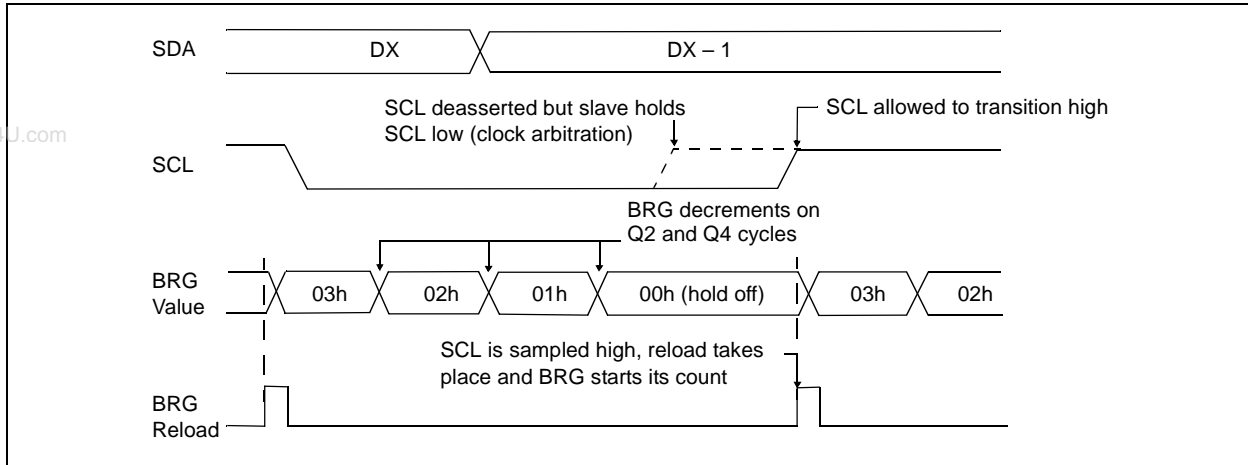 SDA
DX
DX – 1
SCL deasserted but slave holds
SCL low (clock arbitration)
SCL allowed to transition high
4U.com
SCL
BRG decrements on
Q2 and Q4 cycles
BRG
Value
03h
02h
01h
00h (hold off)
03h
02h
SCL is sampled high, reload takes
place and BRG starts its count
BRG
Reload